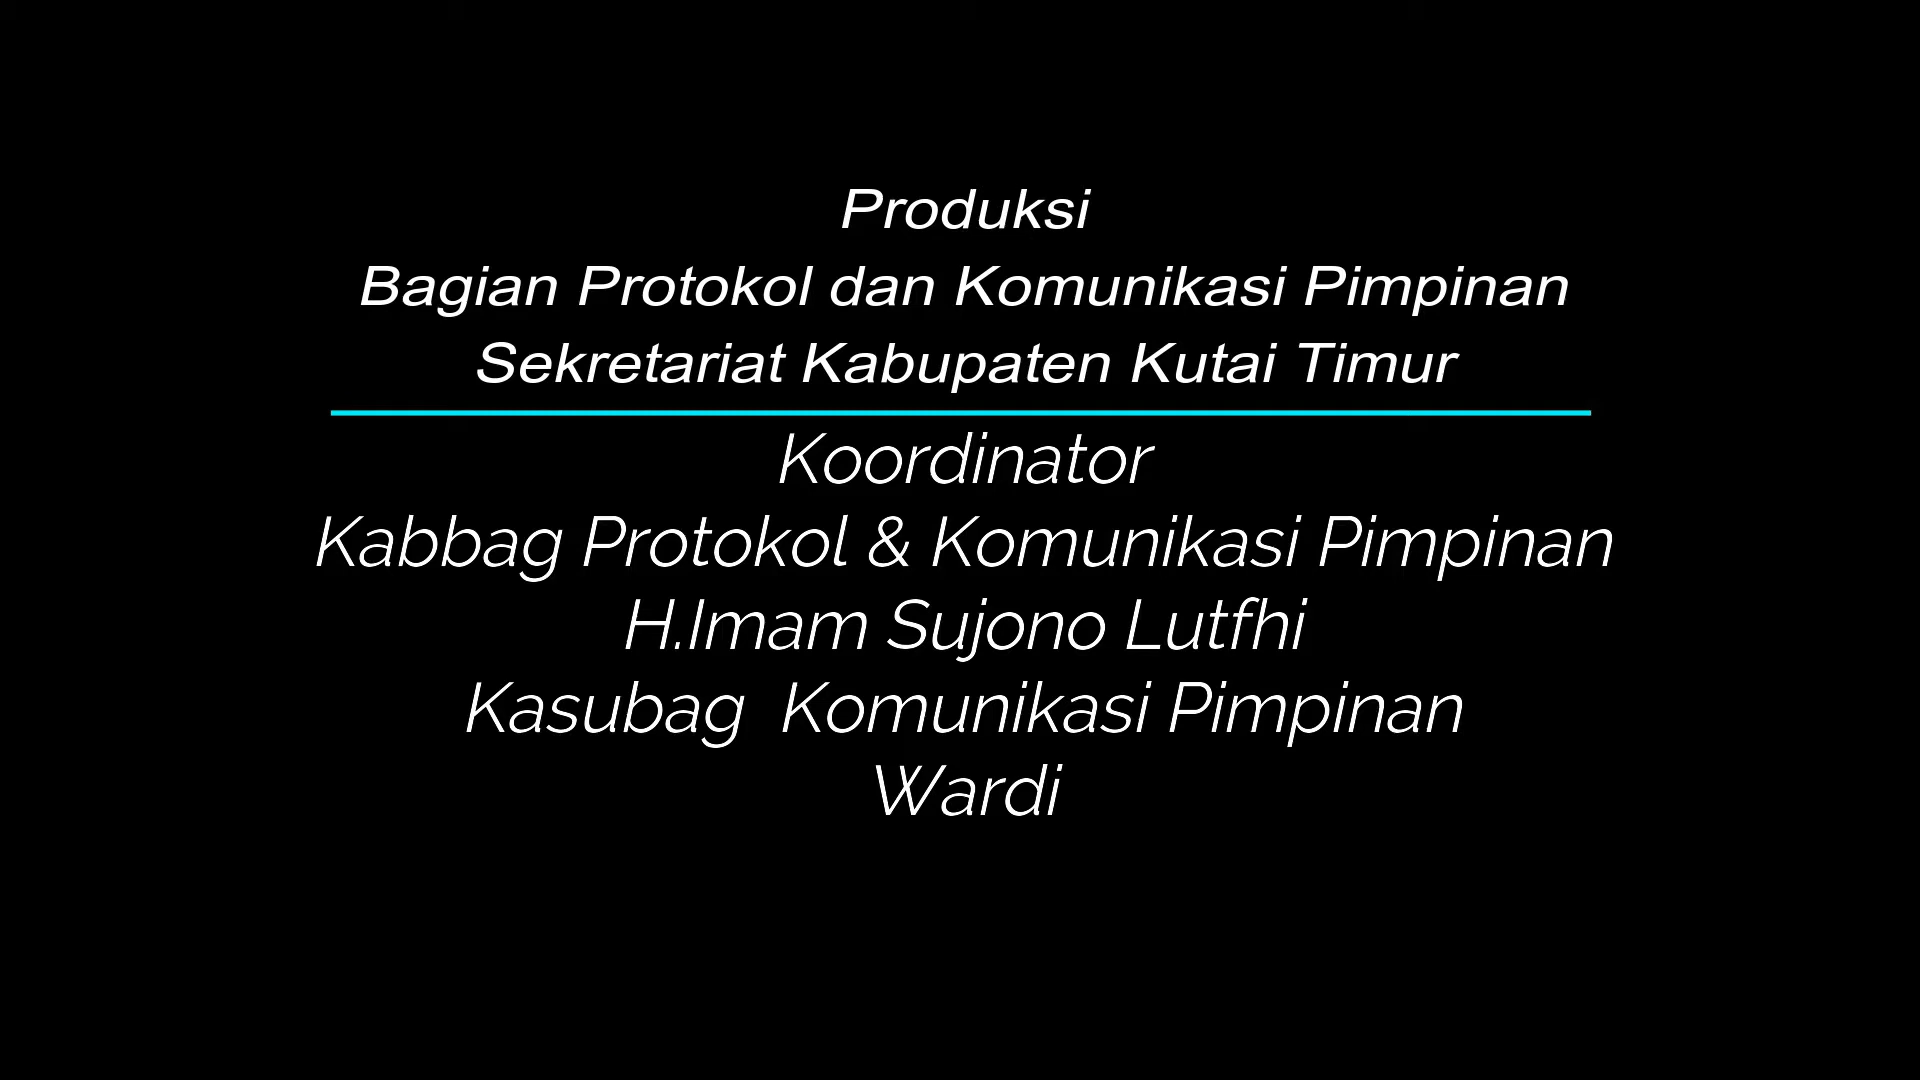 Produksi
Bagian Protokol dan Komunikasi Pimpinan
Sekretariat Kabupaten Kutai Timur
Koordinator
Kabbag Protokol & Komunikasi Pimpinan
H.Imam Sujono Lutfhi
Kasubag  Komunikasi Pimpinan
Wardi